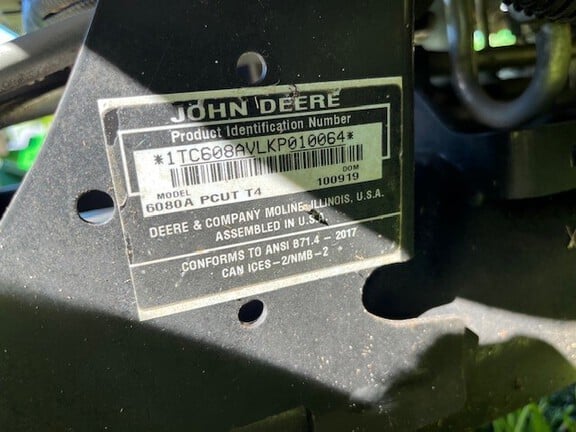 JOHN DEERE
Product Identification Number
*1TC608AVLKP010064*
MODEL DOM
6080A PCUT T4 100919
DEERE & COMPANY MOLINE, ILLINOIS, U.S.A.
ASSEMBLED IN U.S.A.
CONFORMS TO ANSI B71.4 – 2017
CAN ICES-2/NMB-2